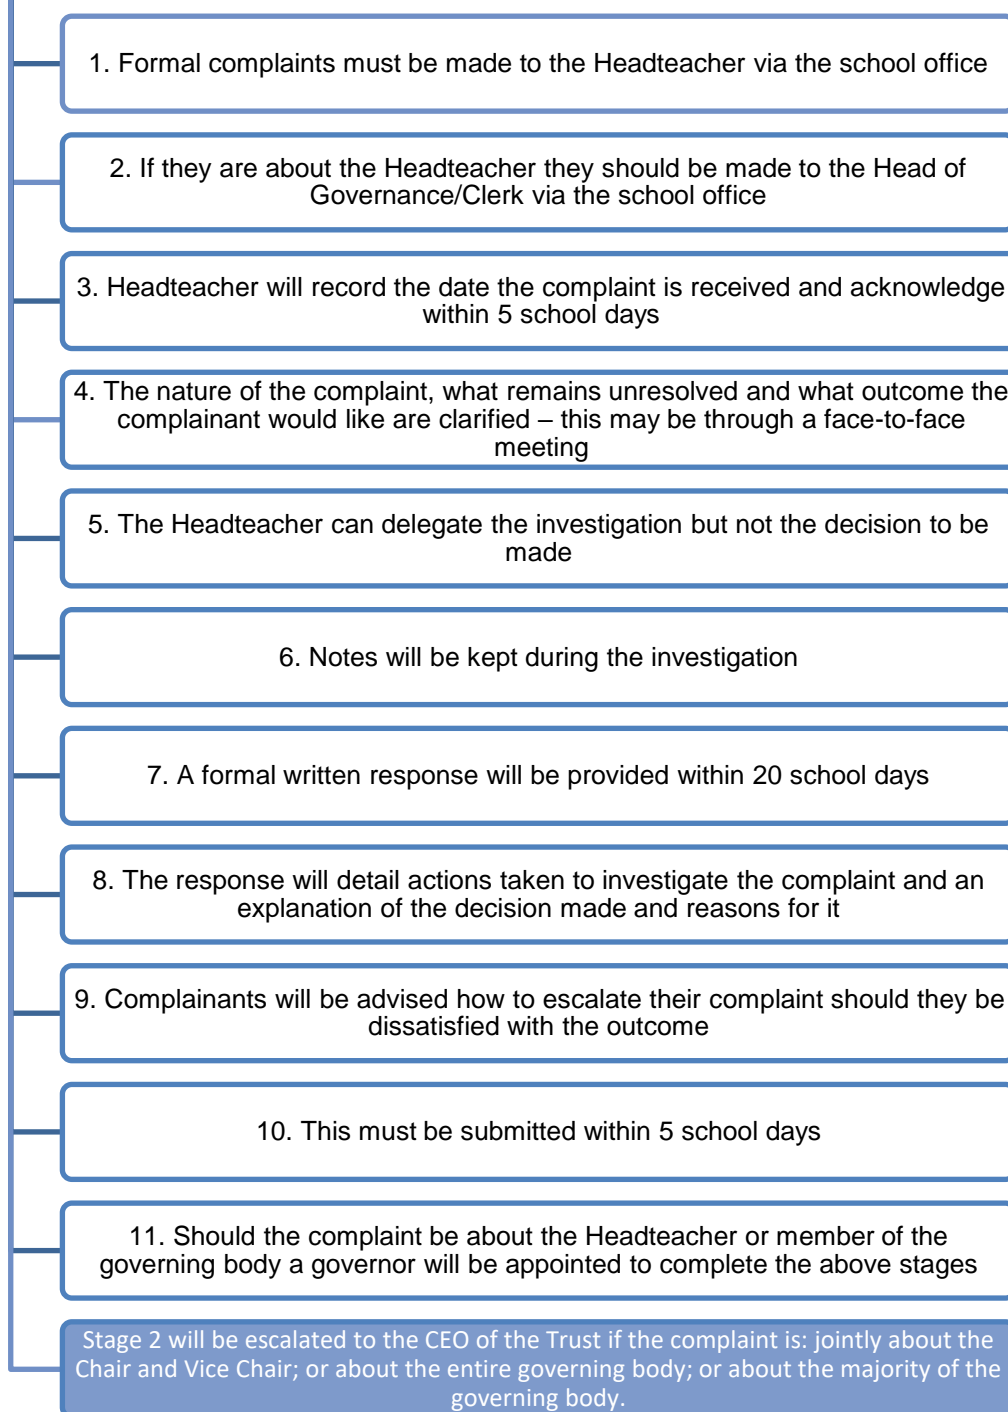 1. Formal complaints must be made to the Headteacher via the school office
2. If they are about the Headteacher they should be made to the Head of
Governance/Clerk via the school office
3. Headteacher will record the date the complaint is received and acknowledge
within 5 school days
4. The nature of the complaint, what remains unresolved and what outcome the
complainant would like are clarified – this may be through a face-to-face
meeting
5. The Headteacher can delegate the investigation but not the decision to be
made
6. Notes will be kept during the investigation
7. A formal written response will be provided within 20 school days
8. The response will detail actions taken to investigate the complaint and an
explanation of the decision made and reasons for it
9. Complainants will be advised how to escalate their complaint should they be
dissatisfied with the outcome
10. This must be submitted within 5 school days
11. Should the complaint be about the Headteacher or member of the
governing body a governor will be appointed to complete the above stages
Stage 2 will be escalated to the CEO of the Trust if the complaint is: jointly about the
Chair and Vice Chair; or about the entire governing body; or about the majority of the
governing body.